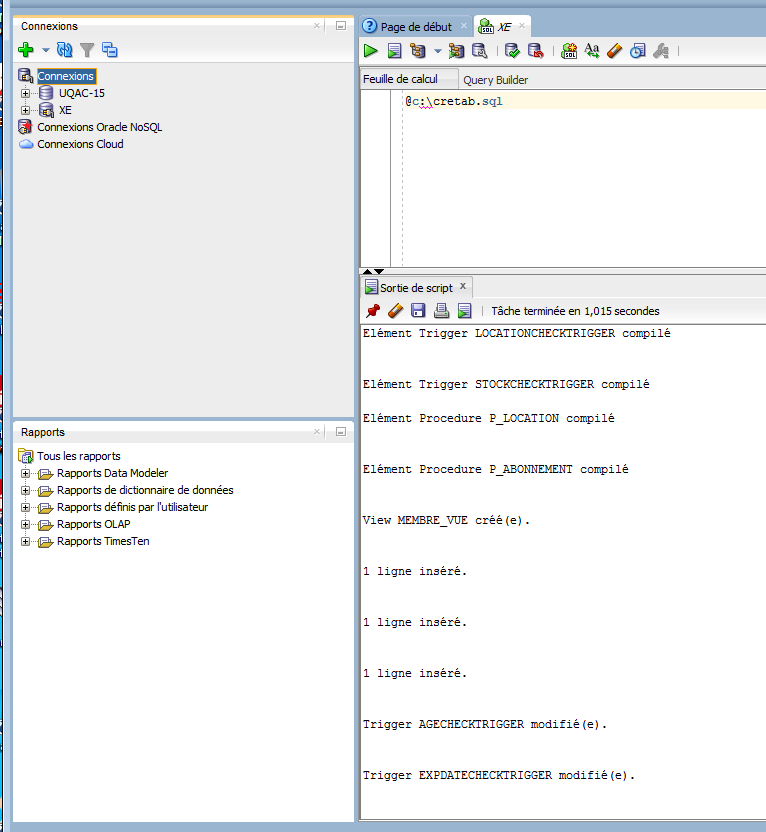 Connexions
Connexions
UQAC-15
XE
Connexions Oracle NoSQL
Connexions Cloud
Rapports
Tous les rapports
Rapports Data Modeler
Rapports de dictionnaire de données
Rapports définis par l'utilisateur
Rapports OLAP
Rapports TimesTen
Page de début
XE
Feuille de calcul
Query Builder
@c:\cretab.sql
Sortie de script
Tâche terminée en 1,015 secondes
Elément Trigger LOCATIONCHECKTRIGGER compilé
Elément Trigger STOCKCHECKTRIGGER compilé
Elément Procedure P_LOCATION compilé
Elément Procedure P_ABONNEMENT compilé
View MEMBRE_VUE créé(e).
1 ligne inséré.
1 ligne inséré.
1 ligne inséré.
Trigger AGECHECKTRIGGER modifié(e).
Trigger EXPDATECHECKTRIGGER modifié(e).